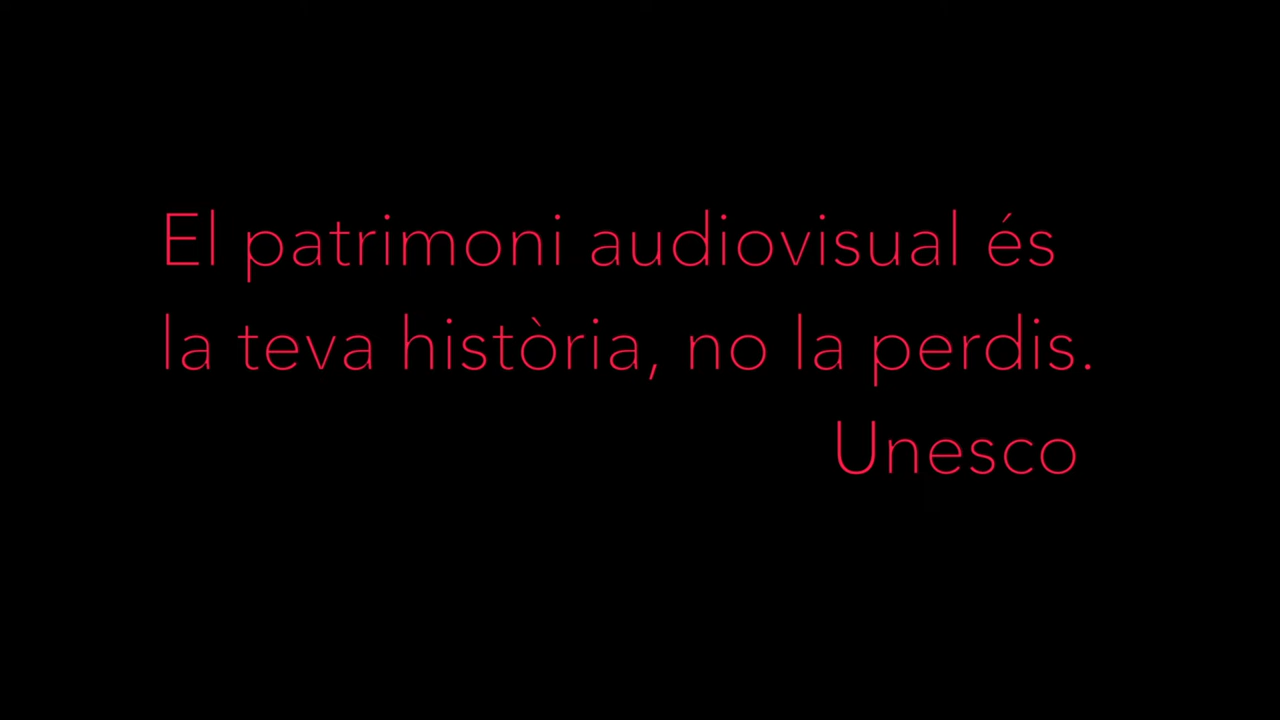 El patrimoni audiovisual és
la teva història, no la perdis.
Unesco